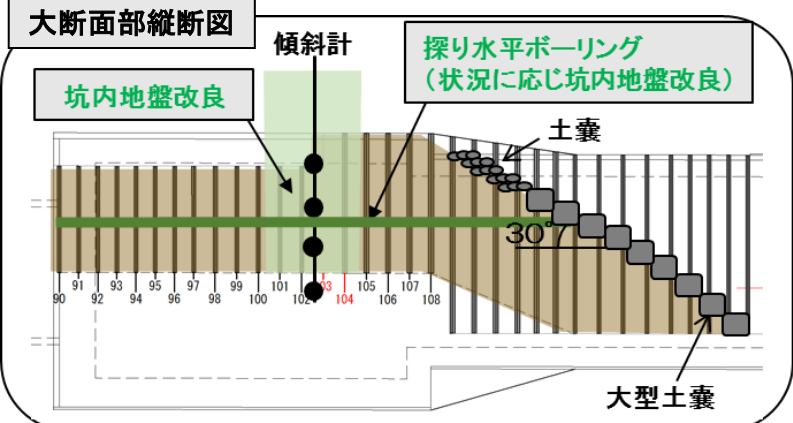 大断面部縦断図
傾斜計
探り水平ボーリング
（状況に応じ坑内地盤改良）
坑内地盤改良
土嚢
30°
90
91
92
93
94
95
96
97
98
99
100
101
102
103
104
105
106
107
108
大型土嚢